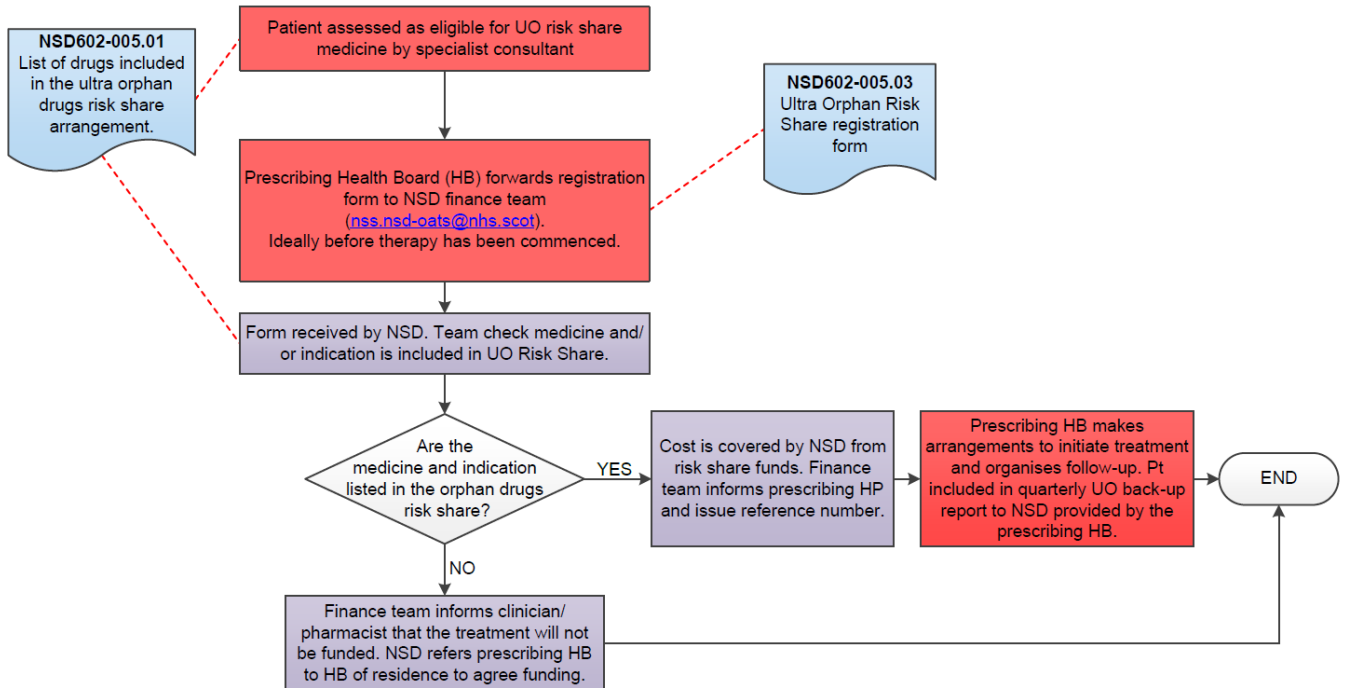 Patient assessed as eligible for UO risk share
medicine by specialist consultant
NSD602-005.01
List of drugs included
in the ultra orphan
drugs risk share
arrangement.
NSD602-005.03
Ultra Orphan Risk
Share registration
form
Prescribing Health Board (HB) forwards registration
form to NSD finance team
(nss.nsd-oats@nhs.scot).
Ideally before therapy has been commenced.
Form received by NSD. Team check medicine and/
or indication is included in UO Risk Share.
Are the
medicine and indication
listed in the orphan drugs
risk share?
YES
Cost is covered by NSD from
risk share funds. Finance
team informs prescribing HP
and issue reference number.
Prescribing HB makes
arrangements to initiate treatment
and organises follow-up. Pt
included in quarterly UO back-up
report to NSD provided by the
prescribing HB.
END
NO
Finance team informs clinician/
pharmacist that the treatment will not
be funded. NSD refers prescribing HB
to HB of residence to agree funding.